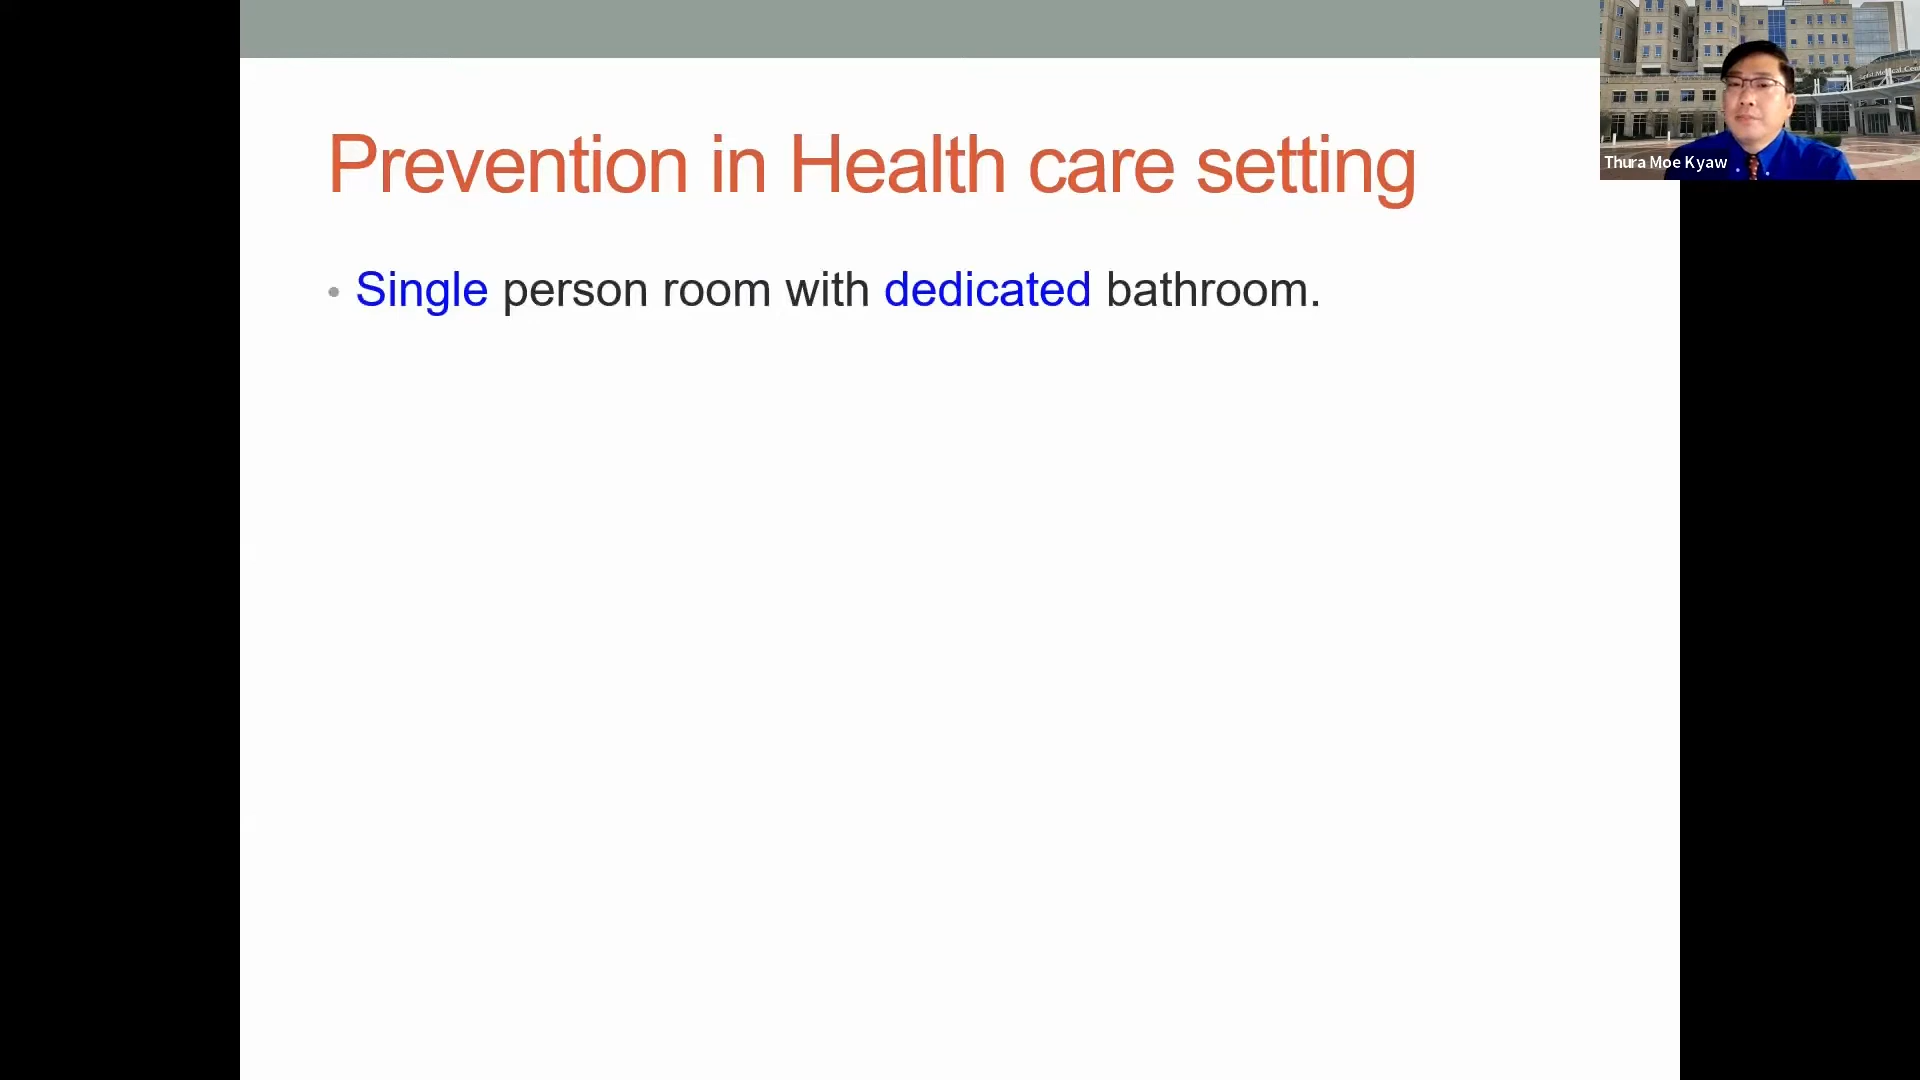 Prevention in Health care setting
• Single person room with dedicated bathroom.
Thura Moe Kyaw